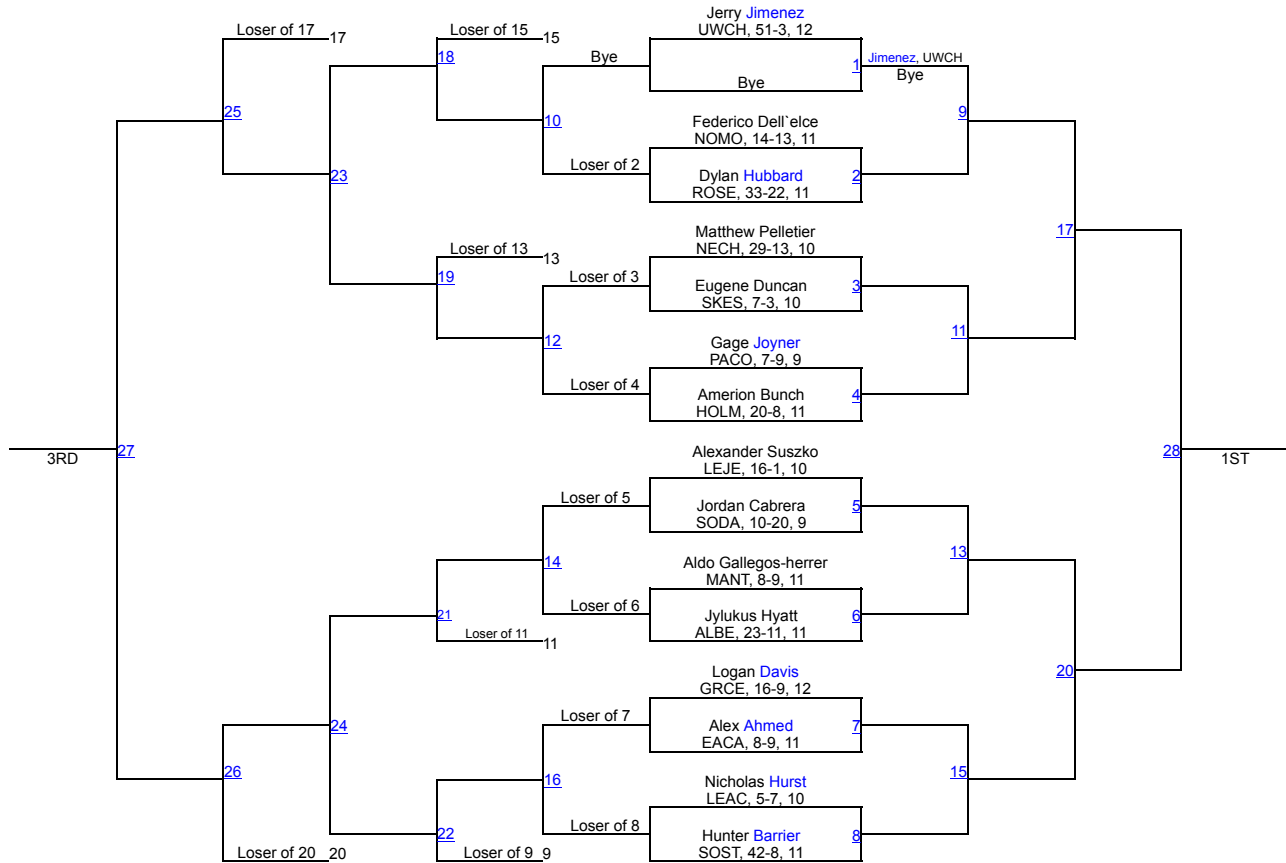 Jerry Jimenez
UWCH, 51-3, 12
Loser of 17 17
Loser of 15 15
18
Bye
1
Jimenez, UWCH
Bye
Bye
25
10
9
Federico Dell`elce
NOMO, 14-13, 11
23
Loser of 2
Dylan Hubbard
ROSE, 33-22, 11
2
Matthew Pelletier
NECH, 29-13, 10
17
Loser of 13 13
19
Loser of 3
Eugene Duncan
SKES, 7-3, 10
3
12
11
Gage Joyner
PACO, 7-9, 9
Loser of 4
Amerion Bunch
HOLM, 20-8, 11
4
3RD
27
Alexander Suszko
LEJE, 16-1, 10
28
1ST
Loser of 5
Jordan Cabrera
SODA, 10-20, 9
5
14
13
Aldo Gallegos-herrer
MANT, 8-9, 11
21
Loser of 6
Jylukus Hyatt
ALBE, 23-11, 11
6
Loser of 11 11
Logan Davis
GRCE, 16-9, 12
20
24
Loser of 7
Alex Ahmed
EACA, 8-9, 11
7
26
16
15
Nicholas Hurst
LEAC, 5-7, 10
22
Loser of 8
Hunter Barrier
SOST, 42-8, 11
8
Loser of 20 20
Loser of 9 9